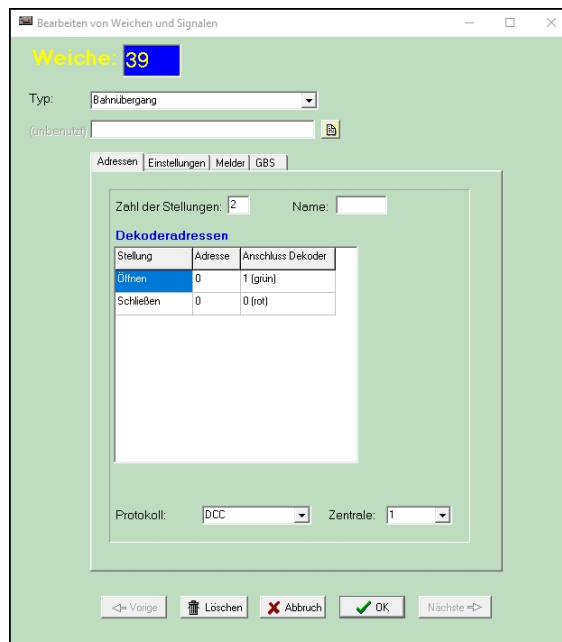 Bearbeiten von Weichen und Signalen
Weiche: 39
Typ: Bahnübergang
(unbenutzt)
Adressen Einstellungen Melder GBS
Zahl der Stellungen: 2 Name:
Dekoderadressen
Stellung Adresse Anschluss Dekoder
Öffnen 0 1 (grün)
Schließen 0 0 (rot)
Protokoll: DCC Zentrale: 1
Vorige Löschen Abbruch OK Nächste